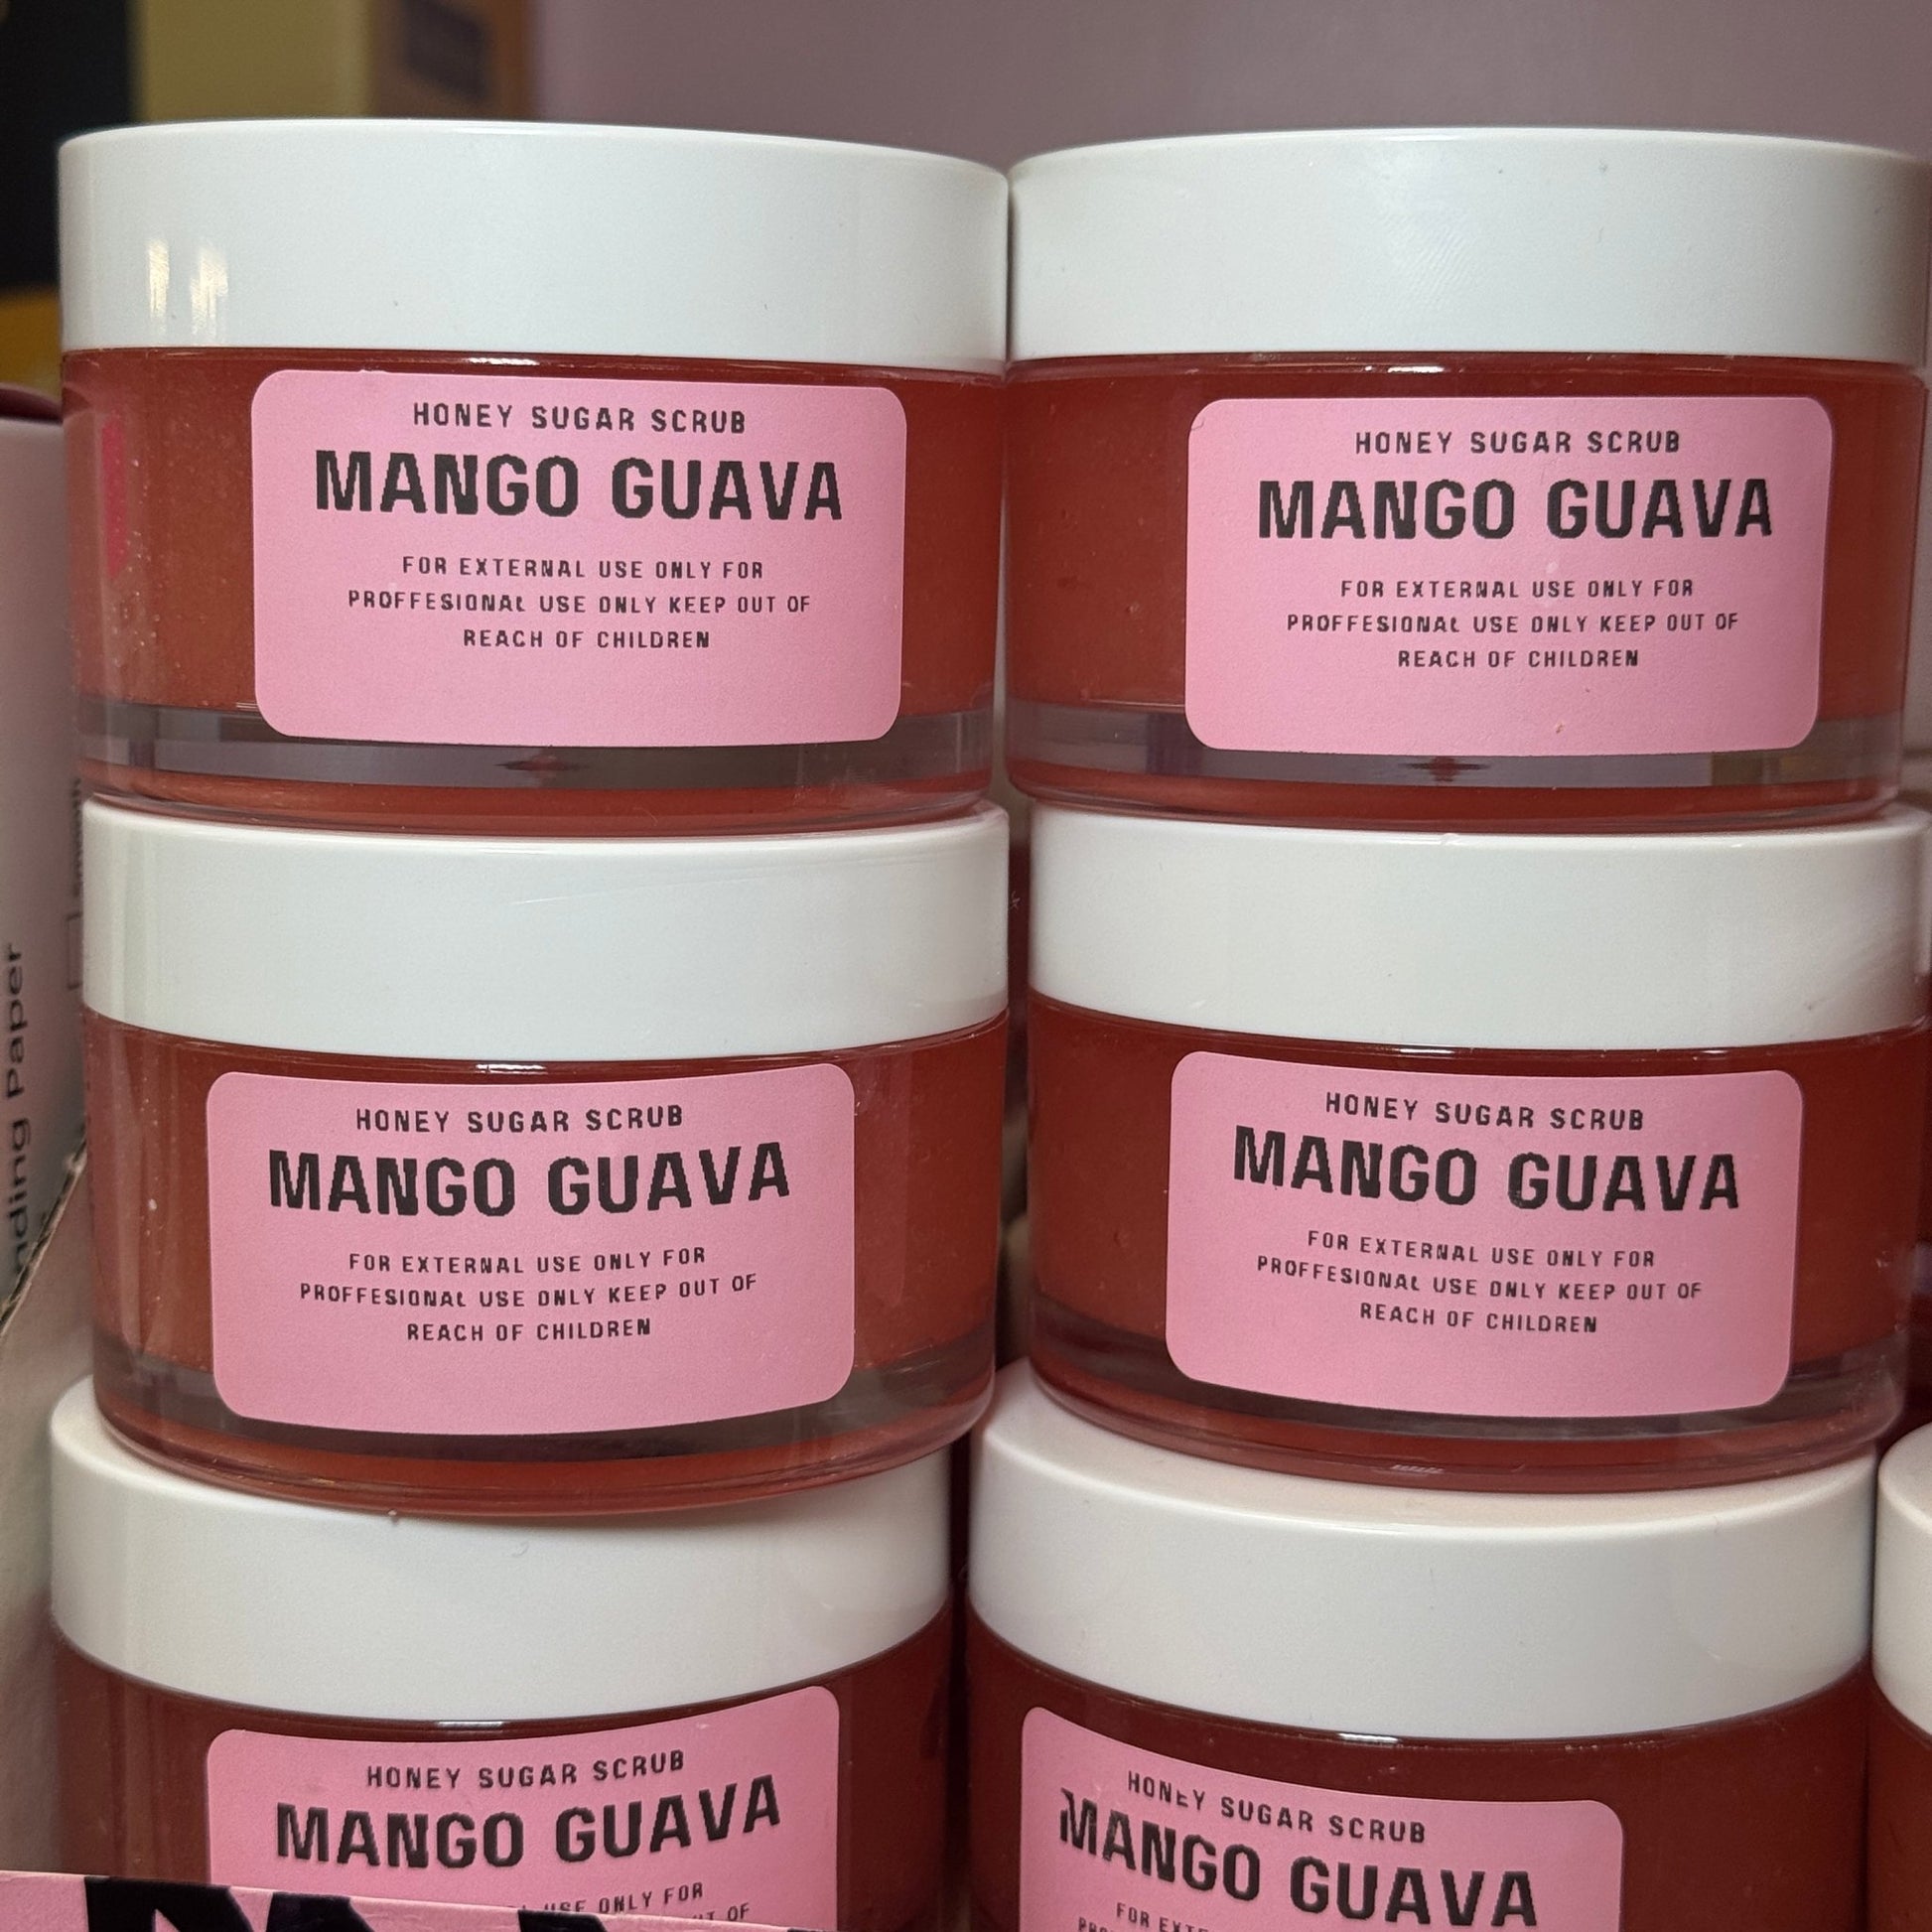 HONEY SUGAR SCRUB
MANGO GUAVA
FOR EXTERNAL USE ONLY FOR
PROFFESIONAL USE ONLY KEEP OUT OF
REACH OF CHILDREN
HONEY SUGAR SCRUB
MANGO GUAVA
FOR EXTERNAL USE ONLY FOR
PROFFESIONAL USE ONLY KEEP OUT OF
REACH OF CHILDREN
HONEY SUGAR SCRUB
MANGO GUAVA
FOR EXTERNAL USE ONLY FOR
PROFFESIONAL USE ONLY KEEP OUT OF
REACH OF CHILDREN
HONEY SUGAR SCRUB
MANGO GUAVA
FOR EXTERNAL USE ONLY FOR
PROFFESIONAL USE ONLY KEEP OUT OF
REACH OF CHILDREN
HONEY SUGAR SCRUB
MANGO GUAVA
USE ONLY FOR
OF
HONEY SUGAR SCRUB
MANGO GUAVA
FOR
Paper